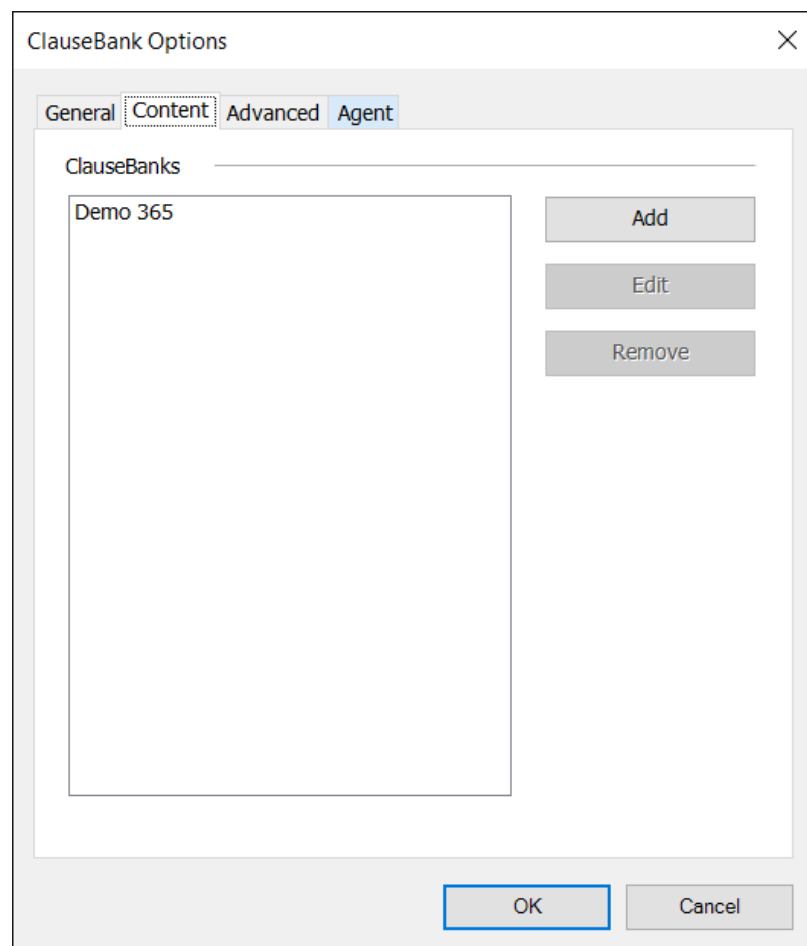 ClauseBank Options
General Content Advanced Agent
ClauseBanks
Demo 365
Add
Edit
Remove
OK Cancel